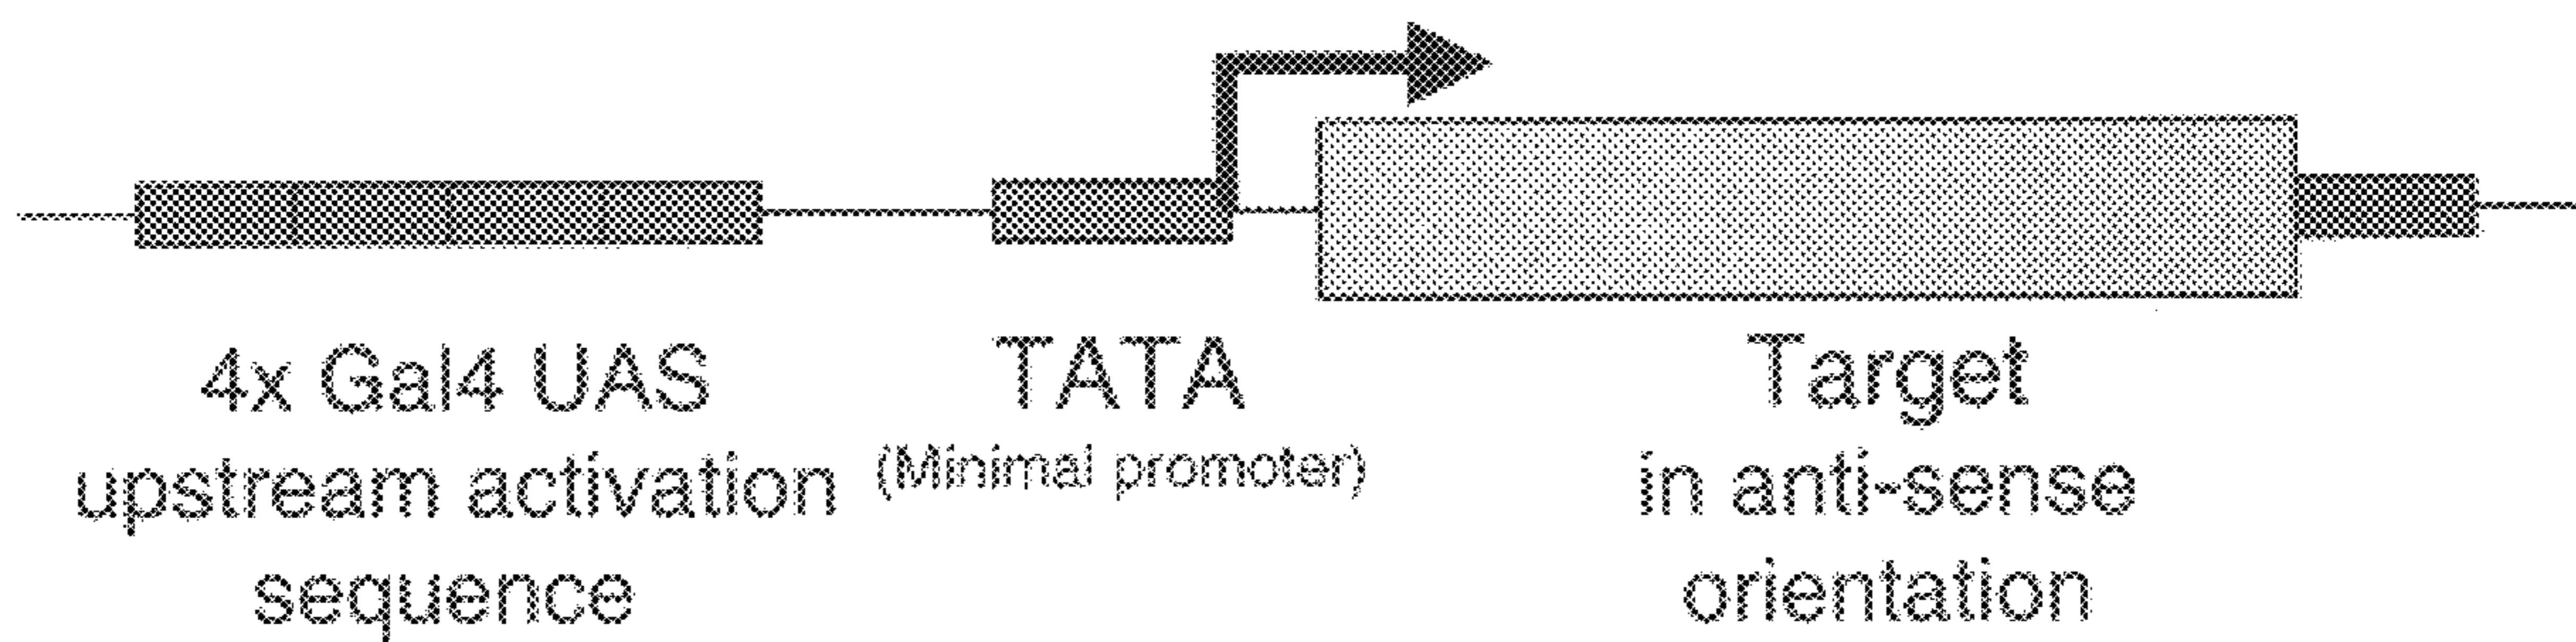 4x Gal4 UAS
upstream activation
sequence
TATA
(Minimal promoter)
Target
in anti-sense
orientation